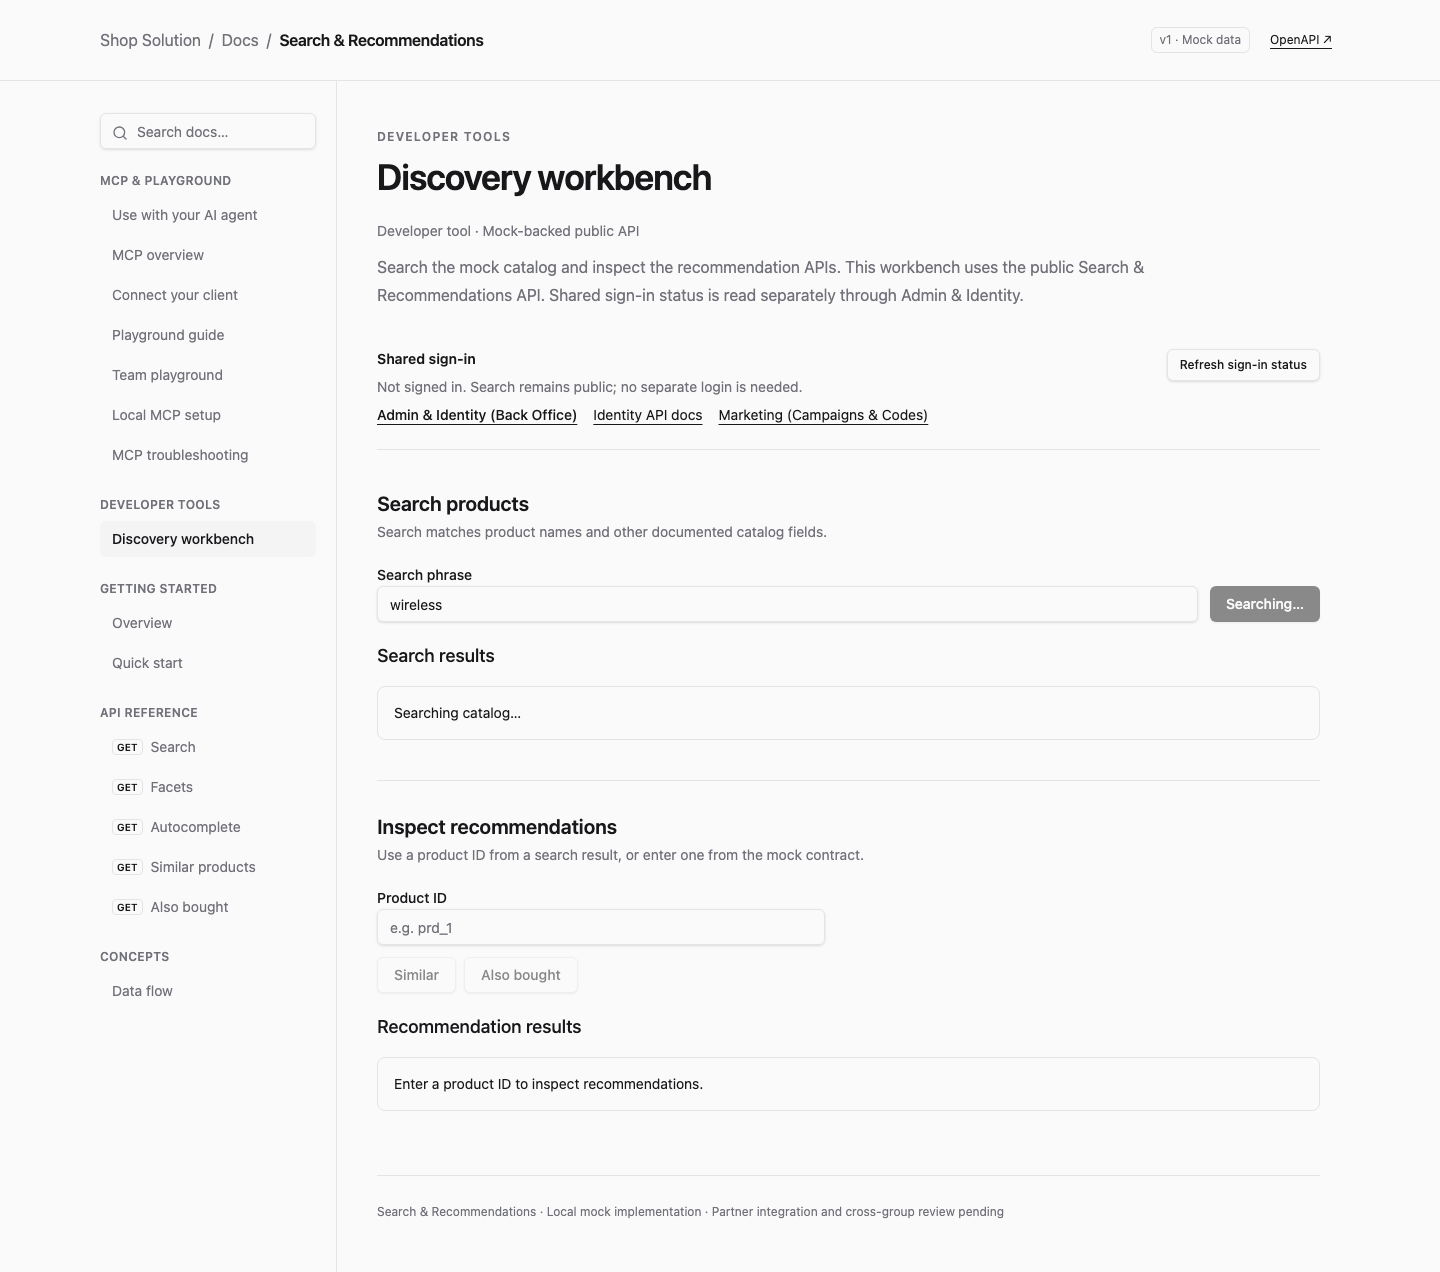 Shop Solution / Docs / Search & Recommendations
v1 · Mock data
OpenAPI ↗
Search docs...
MCP & PLAYGROUND
Use with your AI agent
MCP overview
Connect your client
Playground guide
Team playground
Local MCP setup
MCP troubleshooting
DEVELOPER TOOLS
Discovery workbench
GETTING STARTED
Overview
Quick start
API REFERENCE
GET Search
GET Facets
GET Autocomplete
GET Similar products
GET Also bought
CONCEPTS
Data flow
DEVELOPER TOOLS
Discovery workbench
Developer tool · Mock-backed public API
Search the mock catalog and inspect the recommendation APIs. This workbench uses the public Search &
Recommendations API. Shared sign-in status is read separately through Admin & Identity.
Shared sign-in
Refresh sign-in status
Not signed in. Search remains public; no separate login is needed.
Admin & Identity (Back Office) Identity API docs Marketing (Campaigns & Codes)
Search products
Search matches product names and other documented catalog fields.
Search phrase
wireless
Searching...
Search results
Searching catalog...
Inspect recommendations
Use a product ID from a search result, or enter one from the mock contract.
Product ID
e.g. prd_1
Similar
Also bought
Recommendation results
Enter a product ID to inspect recommendations.
Search & Recommendations · Local mock implementation · Partner integration and cross-group review pending